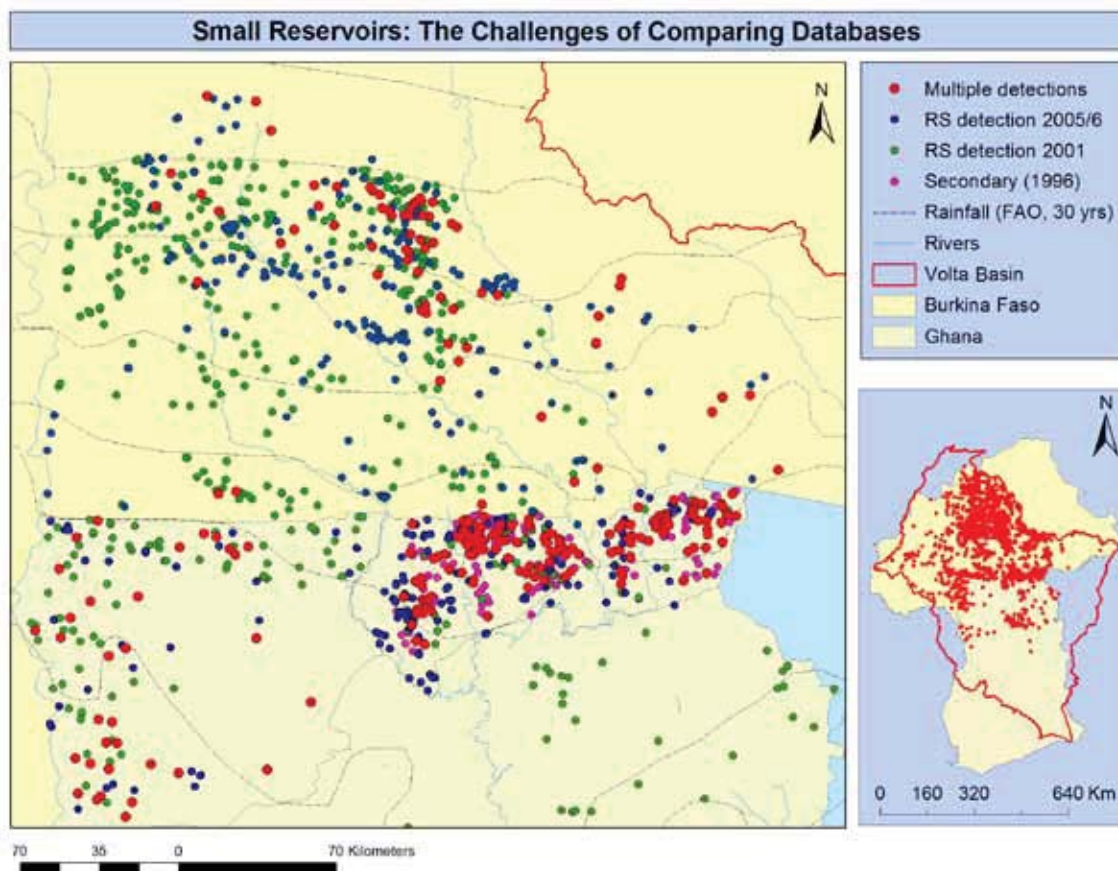 Small Reservoirs: The Challenges of Comparing Databases
N
Multiple detections
RS detection 2005/6
RS detection 2001
Secondary (1996)
Rainfall (FAO, 30 yrs)
Rivers
Volta Basin
Burkina Faso
Ghana
N
0 160 320 640 Km
70 35 0 70 Kilometers